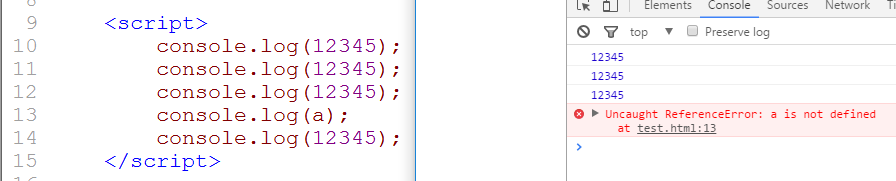 9 <script>
10 console.log(12345);
11 console.log(12345);
12 console.log(12345);
13 console.log(a);
14 console.log(12345);
15 </script>
Elements Console Sources Network
top Preserve log
12345
12345
12345
Uncaught ReferenceError: a is not defined
at test.html:13
>